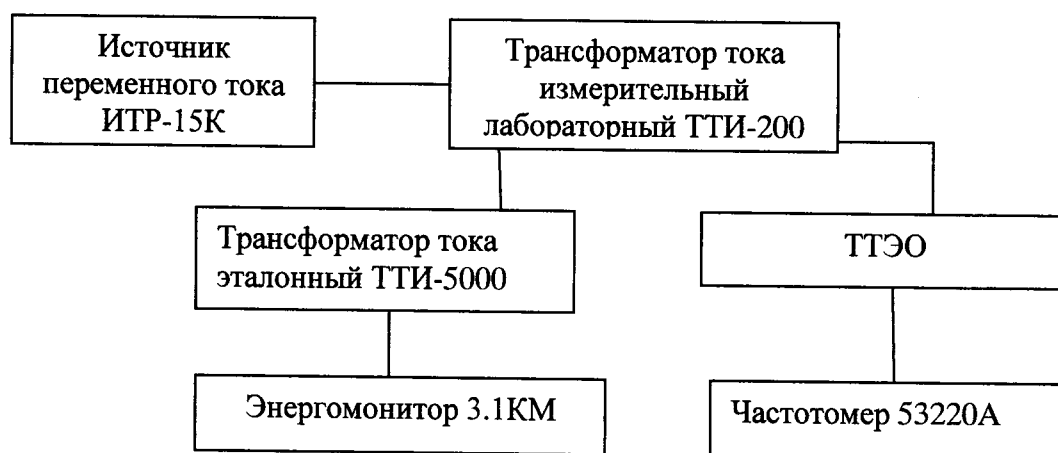 Источник
переменного тока
ИТР-15К
Трансформатор тока
измерительный
лабораторный ТТИ-200
Трансформатор тока
эталонный ТТИ-5000
ТТЭО
Энергомонитор 3.1КМ
Частотомер 53220А